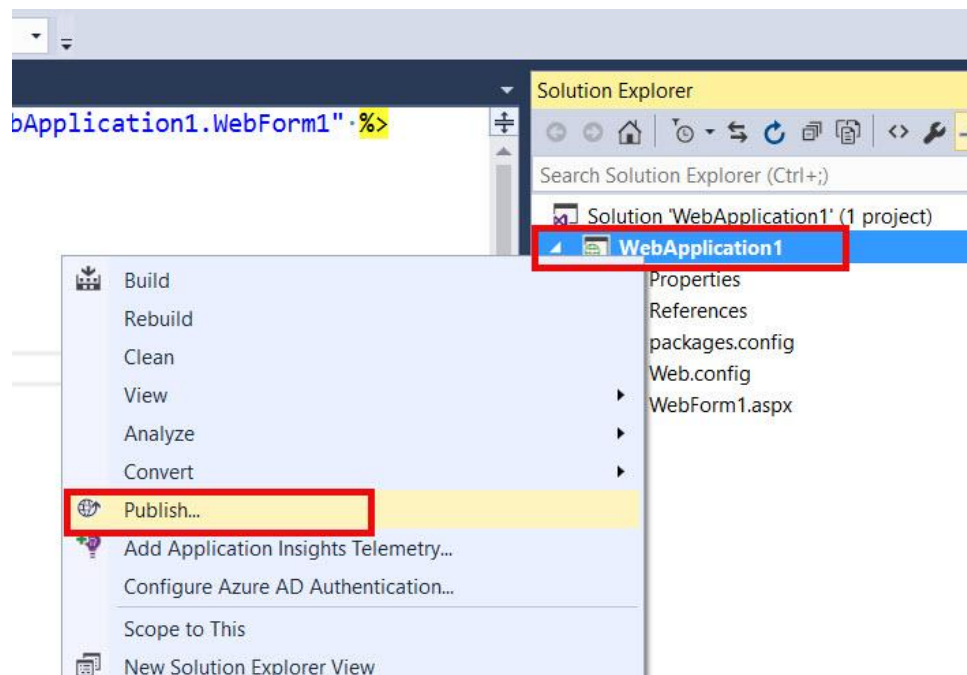 bApplication1.WebForm1"·%>
Solution Explorer
Search Solution Explorer (Ctrl+;)
Solution 'WebApplication1' (1 project)
WebApplication1
Properties
References
packages.config
Web.config
WebForm1.aspx
Build
Rebuild
Clean
View
Analyze
Convert
Publish...
Add Application Insights Telemetry...
Configure Azure AD Authentication...
Scope to This
New Solution Explorer View